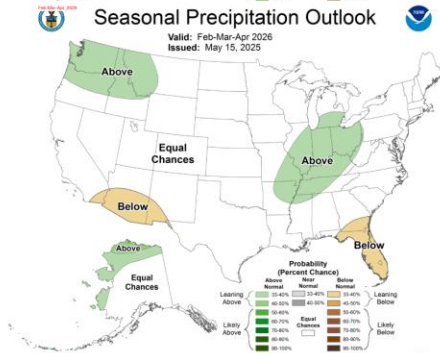 Feb-Mar-Apr_2026
Seasonal Precipitation Outlook
Valid: Feb-Mar-Apr 2026
Issued: May 15, 2025
Above
Equal
Chances
Above
Below
Below
Above
Equal
Chances
Probability
(Percent Chance)
Above
Normal
Near
Normal
Below
Normal
Leaning
Above
33-40%
33-40%
33-40%
Leaning
Below
40-50%
40-50%
40-50%
50-60%
50-60%
Likely
Above
60-70%
Equal
Chances
60-70%
Likely
Below
70-80%
70-80%
80-90%
80-90%
90-100%
90-100%